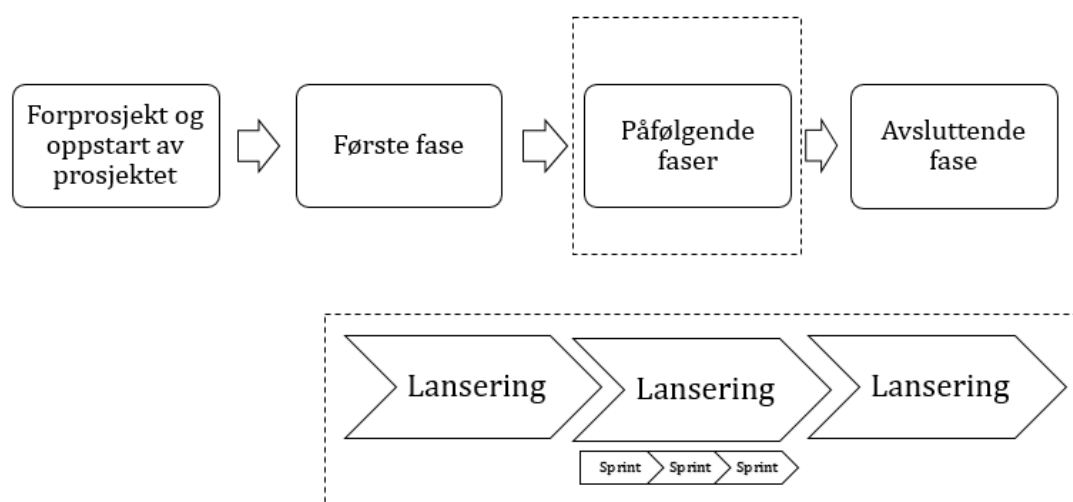 Forprosjekt og
oppstart av
prosjektet
Første fase
Påfølgende
faser
Avsluttende
fase
Lansering
Lansering
Lansering
Sprint
Sprint
Sprint